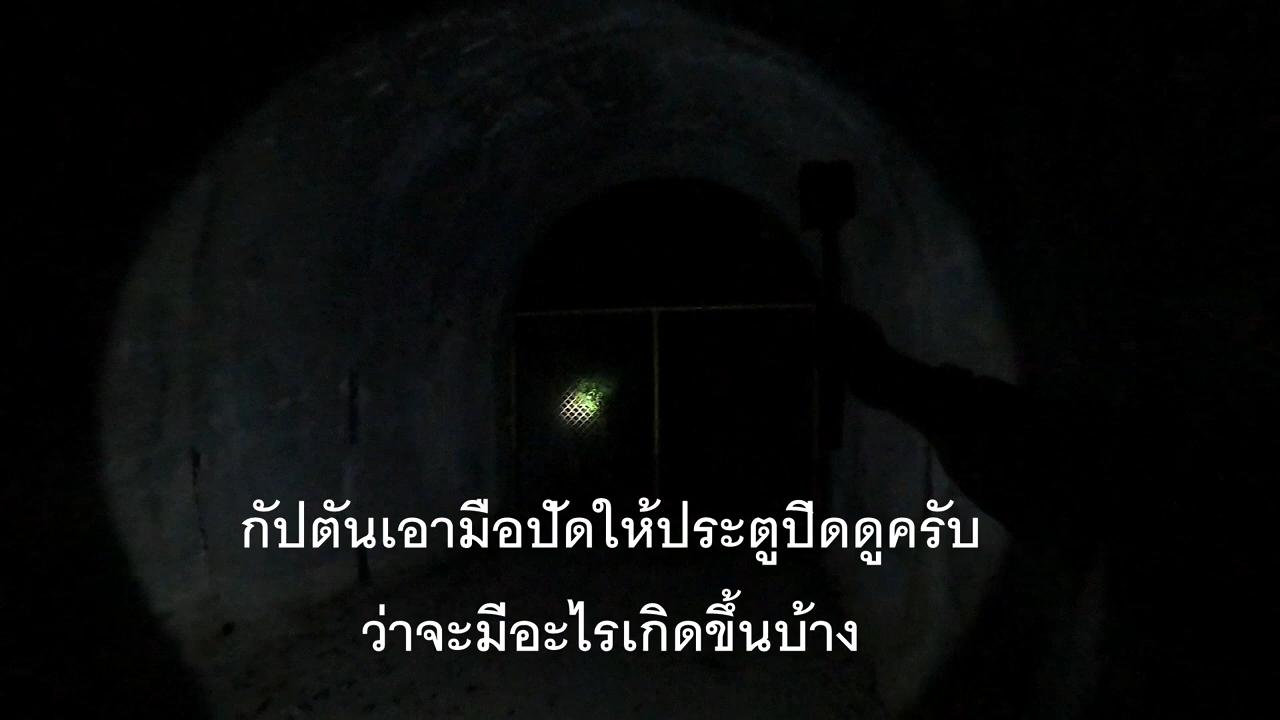 กัปตันเอามือปัดให้ประตูปิดดูครับ
ว่าจะมีอะไรเกิดขึ้นบ้าง